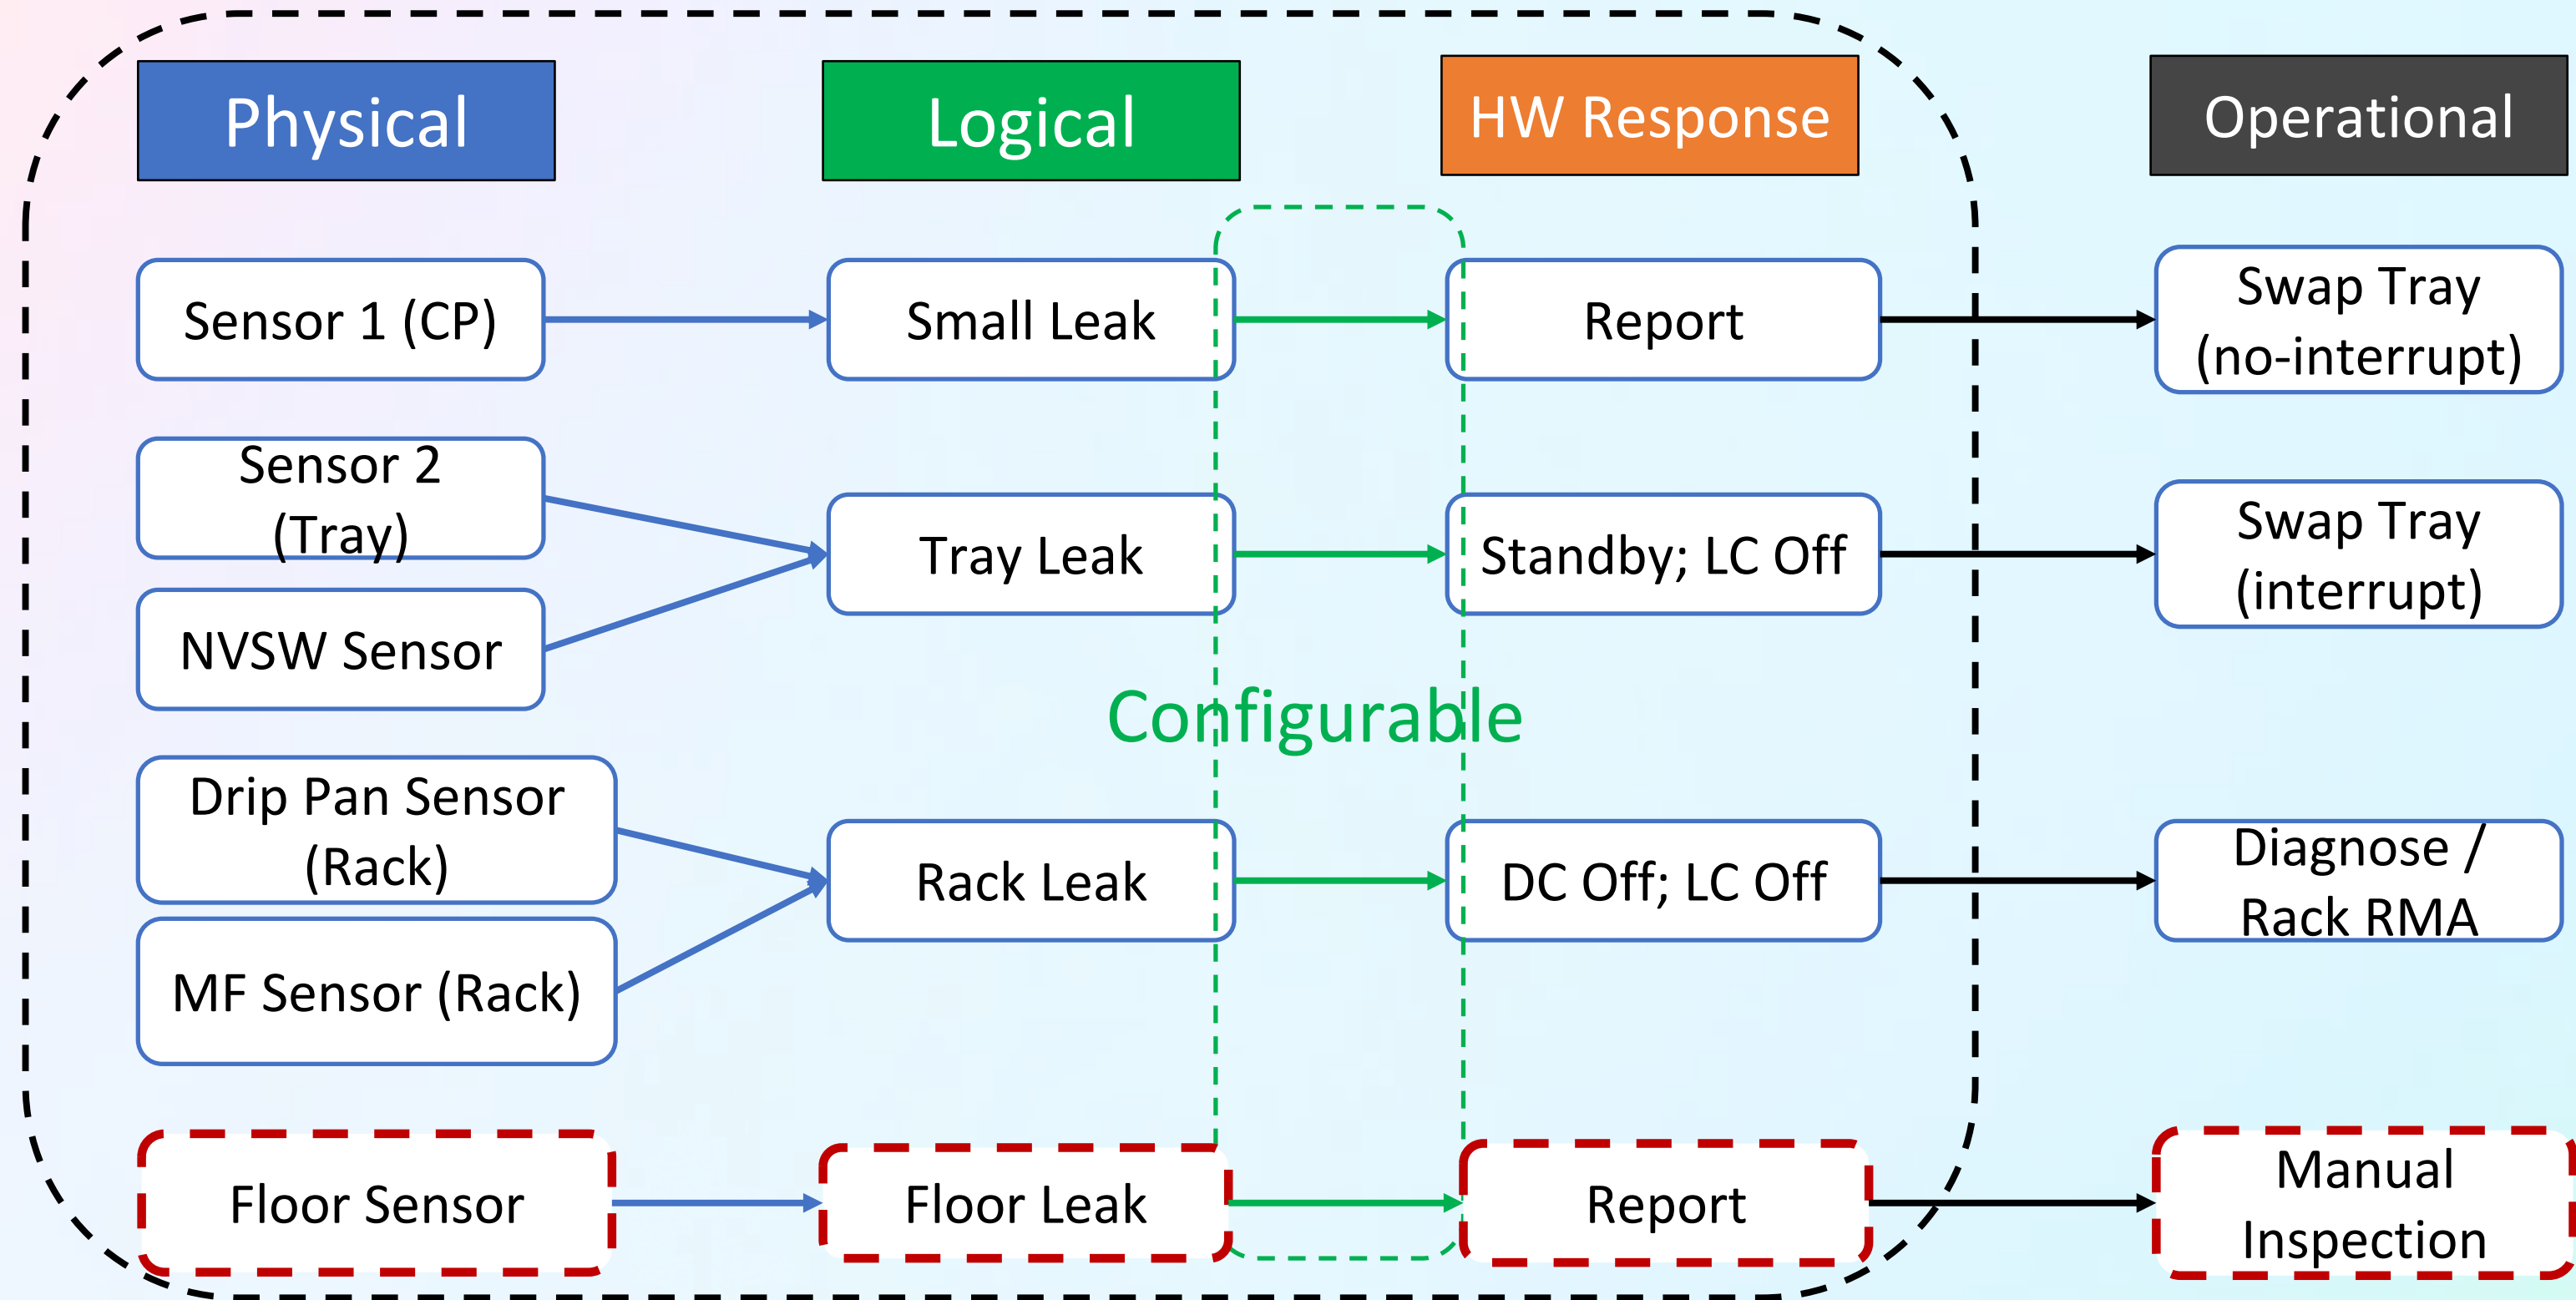 Physical
Logical
HW Response
Operational
Sensor 1 (CP)
Small Leak
Report
Swap Tray
(no-interrupt)
Sensor 2
(Tray)
NVSW Sensor
Tray Leak
Standby; LC Off
Swap Tray
(interrupt)
Configurable
Drip Pan Sensor
(Rack)
MF Sensor (Rack)
Rack Leak
DC Off; LC Off
Diagnose /
Rack RMA
Floor Sensor
Floor Leak
Report
Manual
Inspection